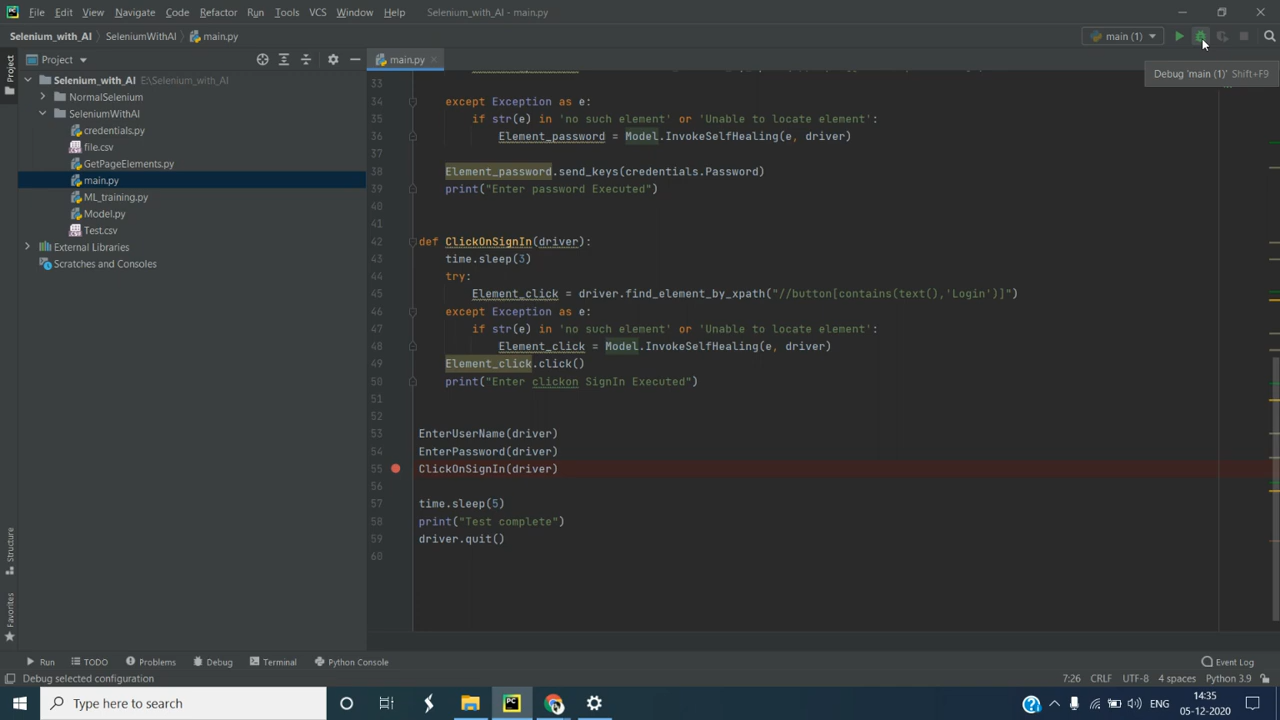 File Edit View Navigate Code Refactor Run Tools VCS Window Help Selenium_with_AI - main.py
Selenium_with_AI SeleniumWithAI main.py main (1)
Project main.py
Debug 'main (1)' Shift+F9
Selenium_with_AI E:\Selenium_with_AI
NormalSelenium
SeleniumWithAI
credentials.py
file.csv
GetPageElements.py
main.py
ML_training.py
Model.py
Test.csv
External Libraries
Scratches and Consoles
Project
Structure
Favorites
33
34 except Exception as e:
35 if str(e) in 'no such element' or 'Unable to locate element':
36 Element_password = Model.InvokeSelfHealing(e, driver)
37
38 Element_password.send_keys(credentials.Password)
39 print("Enter password Executed")
40
41
42 def ClickOnSignIn(driver):
43 time.sleep(3)
44 try:
45 Element_click = driver.find_element_by_xpath("//button[contains(text(),'Login')]")
46 except Exception as e:
47 if str(e) in 'no such element' or 'Unable to locate element':
48 Element_click = Model.InvokeSelfHealing(e, driver)
49 Element_click.click()
50 print("Enter clickon SignIn Executed")
51
52
53 EnterUserName(driver)
54 EnterPassword(driver)
55 ClickOnSignIn(driver)
56
57 time.sleep(5)
58 print("Test complete")
59 driver.quit()
60
Run TODO Problems Debug Terminal Python Console Event Log
Debug selected configuration 7:26 CRLF UTF-8 4 spaces Python 3.9
Type here to search ENG 14:35
05-12-2020